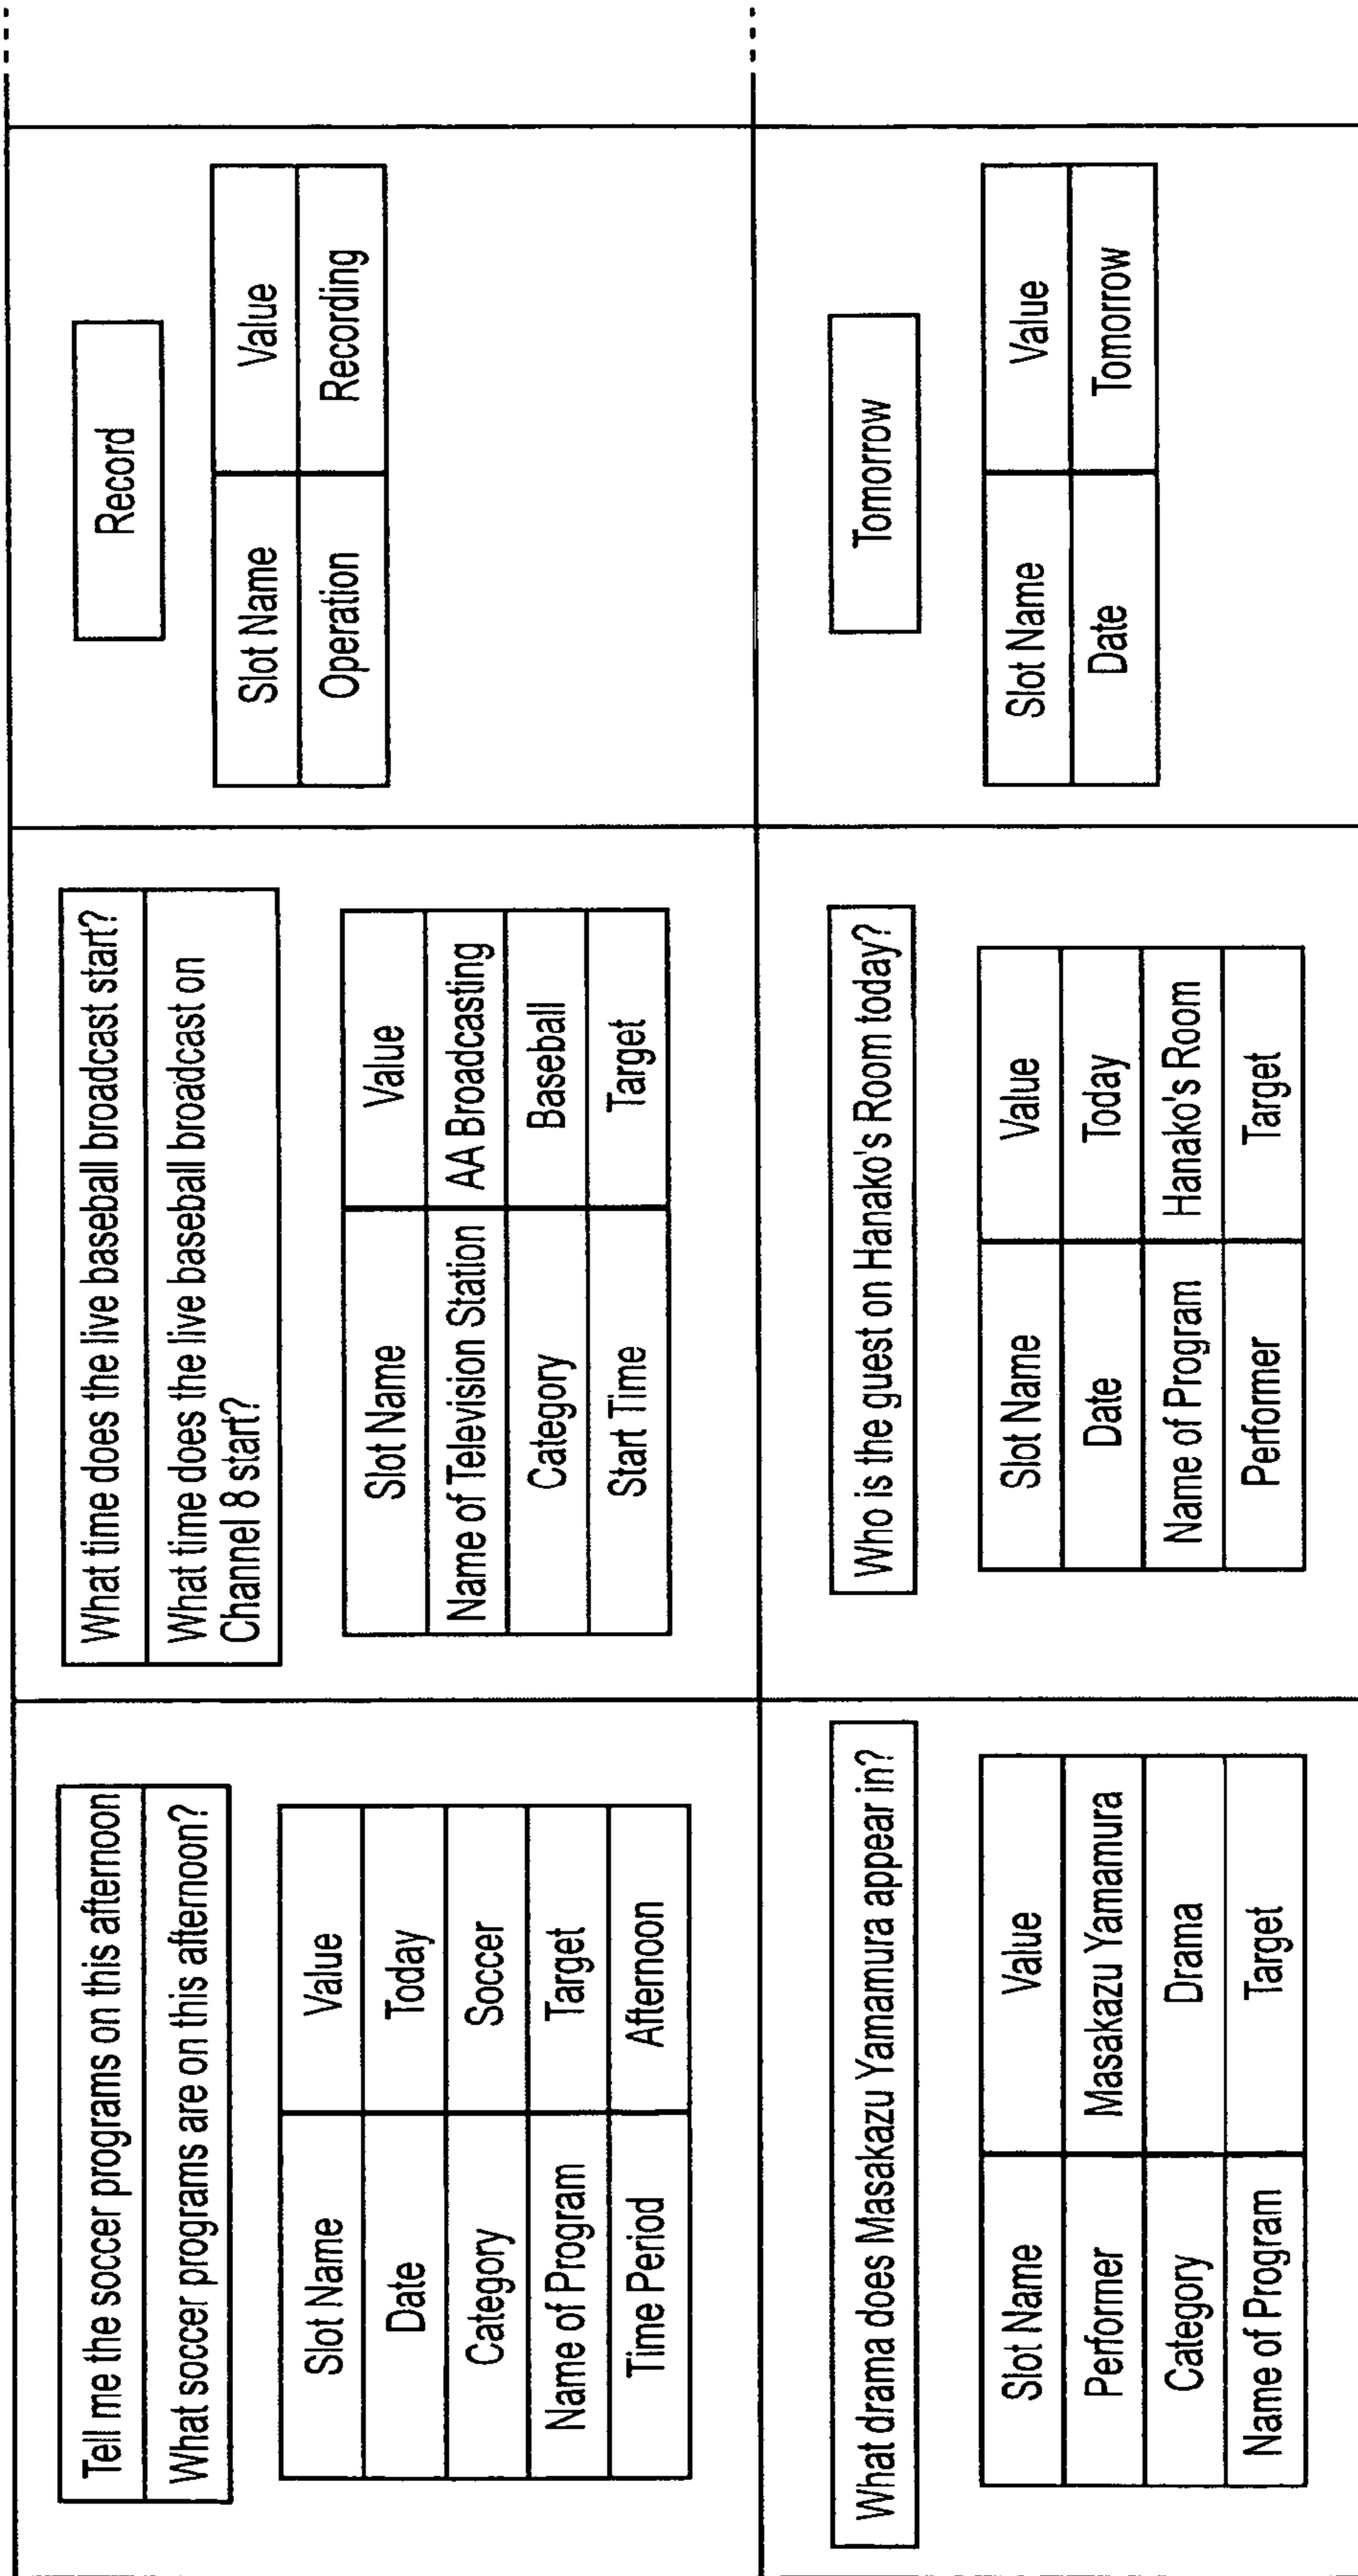 Tell me the soccer programs on this afternoon
What soccer programs are on this afternoon?
Slot Name Value
Date Today
Category Soccer
Name of Program Target
Time Period Afternoon
What time does the live baseball broadcast start?
What time does the live baseball broadcast on
Channel 8 start?
Slot Name Value
Name of Television Station AA Broadcasting
Category Baseball
Start Time Target
Record
Slot Name Value
Operation Recording
What drama does Masakazu Yamamura appear in?
Slot Name Value
Performer Masakazu Yamamura
Category Drama
Name of Program Target
Who is the guest on Hanako's Room today?
Slot Name Value
Date Today
Name of Program Hanako's Room
Performer Target
Tomorrow
Slot Name Value
Date Tomorrow